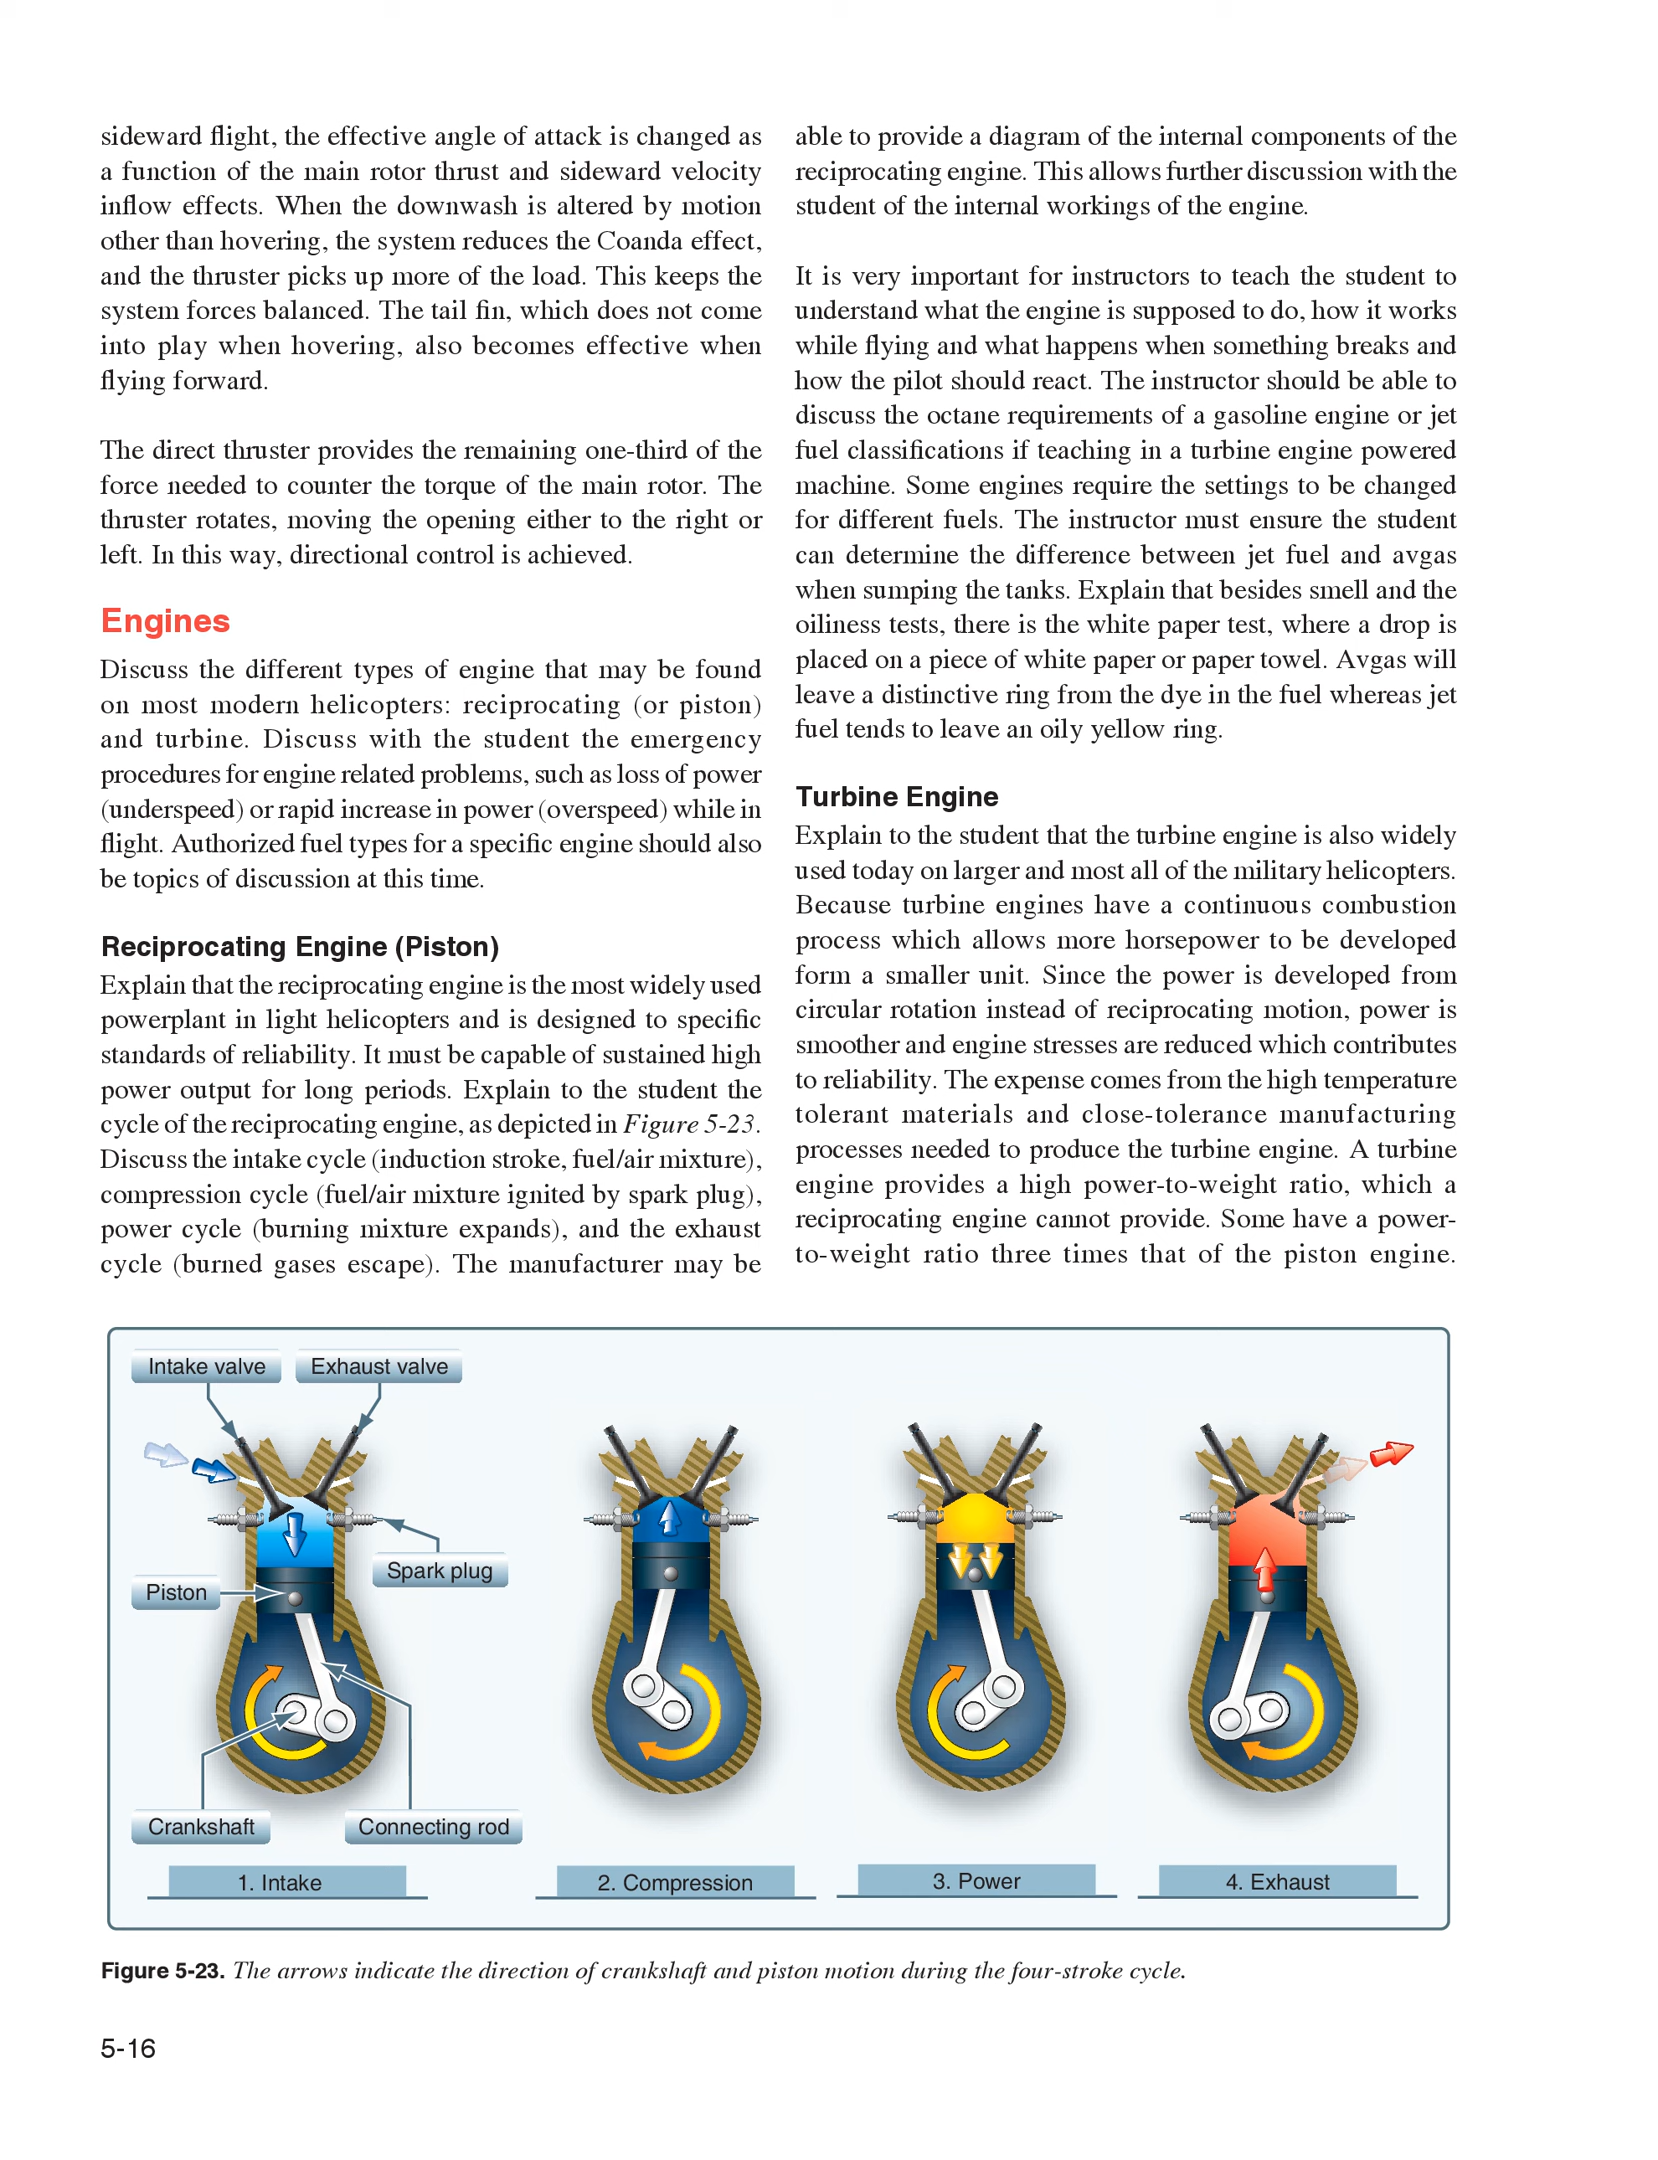 sideward flight, the effective angle of attack is changed as
a function of the main rotor thrust and sideward velocity
inflow effects. When the downwash is altered by motion
other than hovering, the system reduces the Coanda effect,
and the thruster picks up more of the load. This keeps the
system forces balanced. The tail fin, which does not come
into play when hovering, also becomes effective when
flying forward.
The direct thruster provides the remaining one-third of the
force needed to counter the torque of the main rotor. The
thruster rotates, moving the opening either to the right or
left. In this way, directional control is achieved.
Engines
Discuss the different types of engine that may be found
on most modern helicopters: reciprocating (or piston)
and turbine. Discuss with the student the emergency
procedures for engine related problems, such as loss of power
(underspeed) or rapid increase in power (overspeed) while in
flight. Authorized fuel types for a specific engine should also
be topics of discussion at this time.
Reciprocating Engine (Piston)
Explain that the reciprocating engine is the most widely used
powerplant in light helicopters and is designed to specific
standards of reliability. It must be capable of sustained high
power output for long periods. Explain to the student the
cycle of the reciprocating engine, as depicted in Figure 5-23.
Discuss the intake cycle (induction stroke, fuel/air mixture),
compression cycle (fuel/air mixture ignited by spark plug),
power cycle (burning mixture expands), and the exhaust
cycle (burned gases escape). The manufacturer may be
able to provide a diagram of the internal components of the
reciprocating engine. This allows further discussion with the
student of the internal workings of the engine.
It is very important for instructors to teach the student to
understand what the engine is supposed to do, how it works
while flying and what happens when something breaks and
how the pilot should react. The instructor should be able to
discuss the octane requirements of a gasoline engine or jet
fuel classifications if teaching in a turbine engine powered
machine. Some engines require the settings to be changed
for different fuels. The instructor must ensure the student
can determine the difference between jet fuel and avgas
when sumping the tanks. Explain that besides smell and the
oiliness tests, there is the white paper test, where a drop is
placed on a piece of white paper or paper towel. Avgas will
leave a distinctive ring from the dye in the fuel whereas jet
fuel tends to leave an oily yellow ring.
Turbine Engine
Explain to the student that the turbine engine is also widely
used today on larger and most all of the military helicopters.
Because turbine engines have a continuous combustion
process which allows more horsepower to be developed
form a smaller unit. Since the power is developed from
circular rotation instead of reciprocating motion, power is
smoother and engine stresses are reduced which contributes
to reliability. The expense comes from the high temperature
tolerant materials and close-tolerance manufacturing
processes needed to produce the turbine engine. A turbine
engine provides a high power-to-weight ratio, which a
reciprocating engine cannot provide. Some have a power-
to-weight ratio three times that of the piston engine.
Intake valve
Exhaust valve
Spark plug
Piston
Crankshaft
Connecting rod
1. Intake
2. Compression
3. Power
4. Exhaust
Figure 5-23. The arrows indicate the direction of crankshaft and piston motion during the four-stroke cycle.
5-16